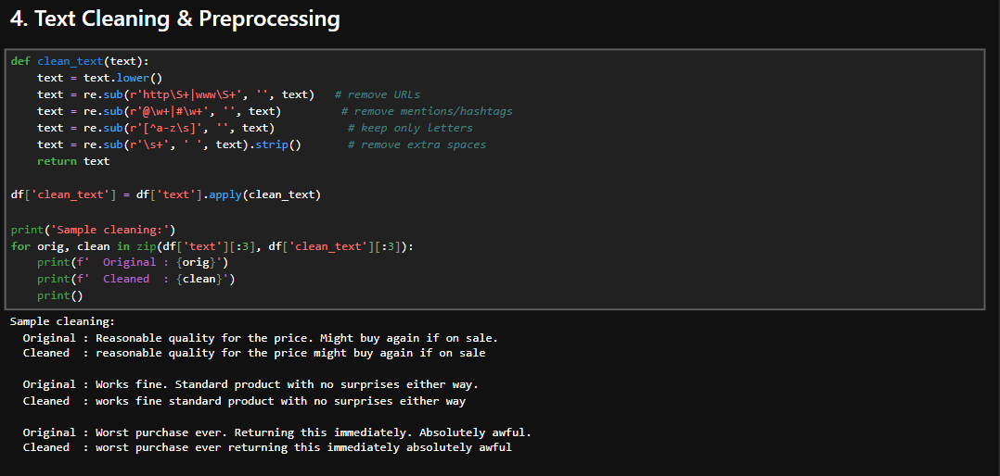 4. Text Cleaning & Preprocessing
def clean_text(text):
    text = text.lower()
    text = re.sub(r'http\S+|www\S+', '', text)   # remove URLs
    text = re.sub(r'@\w+|#\w+', '', text)         # remove mentions/hashtags
    text = re.sub(r'[^a-z\s]', '', text)           # keep only letters
    text = re.sub(r'\s+', ' ', text).strip()       # remove extra spaces
    return text

df['clean_text'] = df['text'].apply(clean_text)

print('Sample cleaning:')
for orig, clean in zip(df['text'][:3], df['clean_text'][:3]):
    print(f'  Original : {orig}')
    print(f'  Cleaned  : {clean}')
    print()
Sample cleaning:
  Original : Reasonable quality for the price. Might buy again if on sale.
  Cleaned  : reasonable quality for the price might buy again if on sale

  Original : Works fine. Standard product with no surprises either way.
  Cleaned  : works fine standard product with no surprises either way

  Original : Worst purchase ever. Returning this immediately. Absolutely awful.
  Cleaned  : worst purchase ever returning this immediately absolutely awful